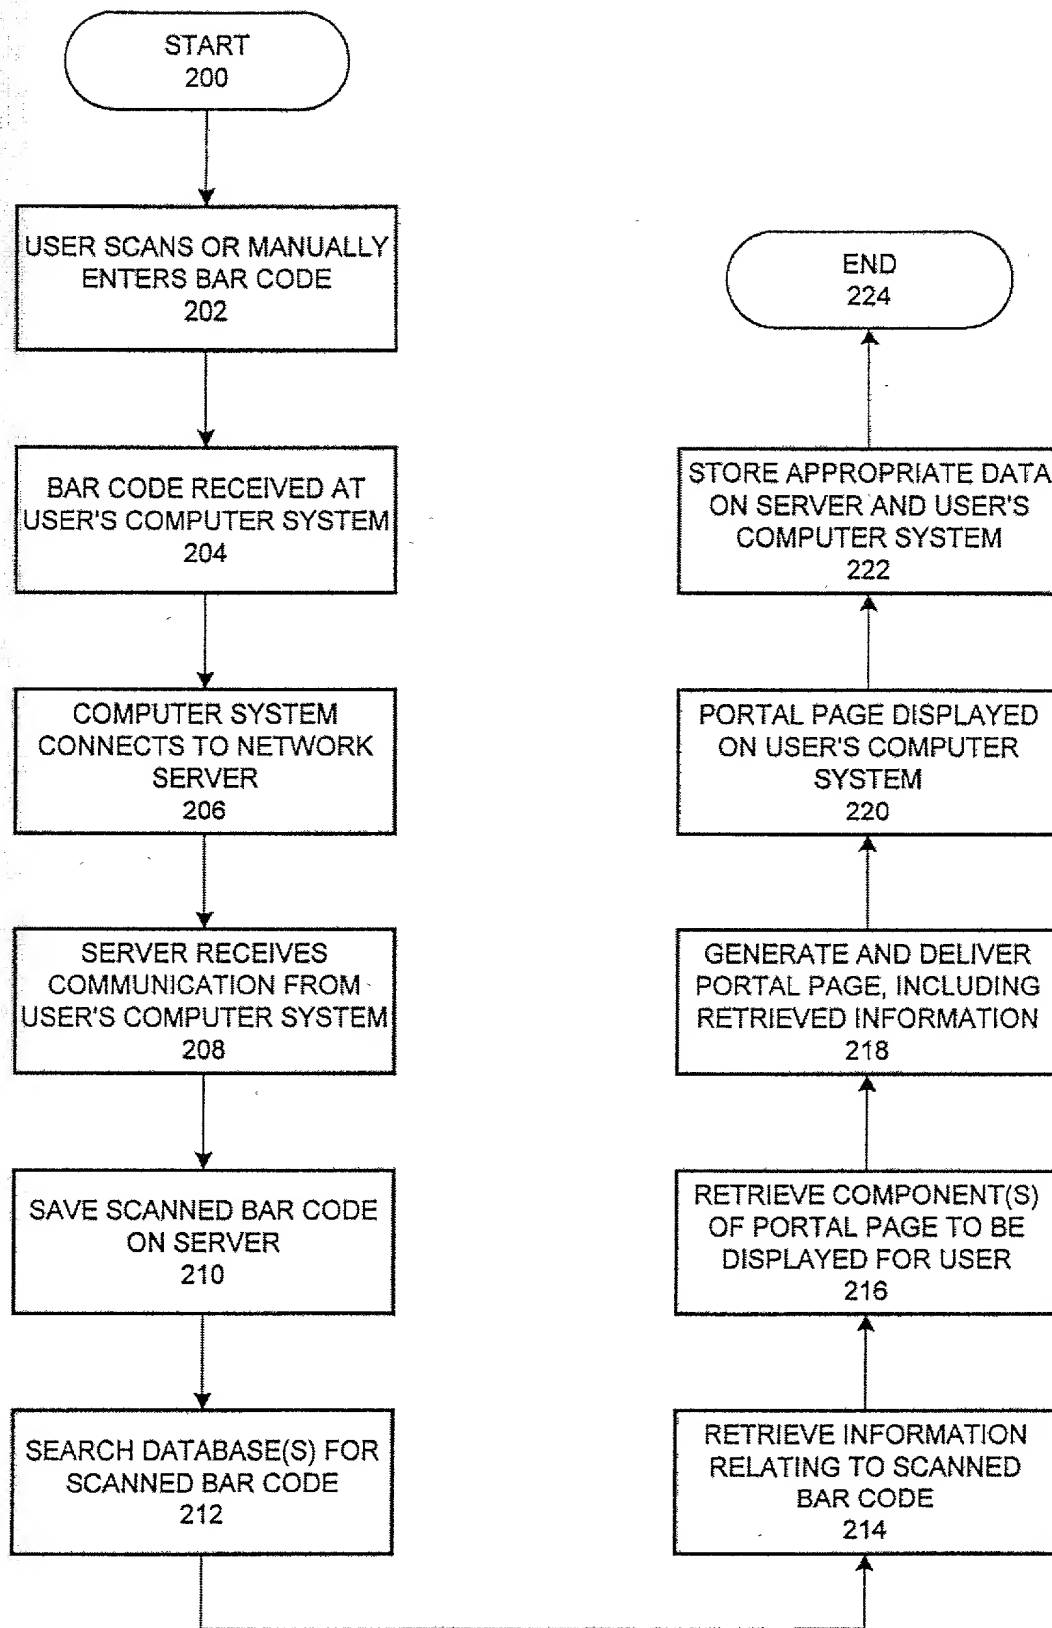 START
200
USER SCANS OR MANUALLY
ENTERS BAR CODE
202
BAR CODE RECEIVED AT
USER'S COMPUTER SYSTEM
204
COMPUTER SYSTEM
CONNECTS TO NETWORK
SERVER
206
SERVER RECEIVES
COMMUNICATION FROM
USER'S COMPUTER SYSTEM
208
SAVE SCANNED BAR CODE
ON SERVER
210
SEARCH DATABASE(S) FOR
SCANNED BAR CODE
212
RETRIEVE INFORMATION
RELATING TO SCANNED
BAR CODE
214
RETRIEVE COMPONENT(S)
OF PORTAL PAGE TO BE
DISPLAYED FOR USER
216
GENERATE AND DELIVER
PORTAL PAGE, INCLUDING
RETRIEVED INFORMATION
218
PORTAL PAGE DISPLAYED
ON USER'S COMPUTER
SYSTEM
220
STORE APPROPRIATE DATA
ON SERVER AND USER'S
COMPUTER SYSTEM
222
END
224